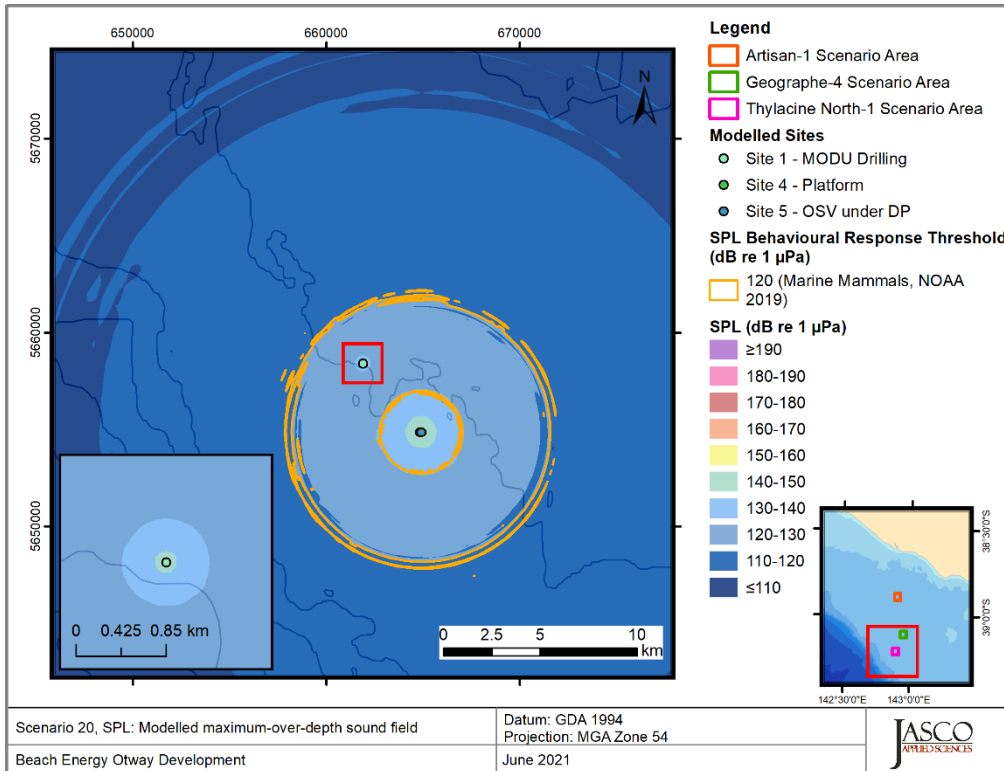 650000
660000
670000
5670000
5660000
5650000
N
0 0.425 0.85 km
0 2.5 5 10
km
Legend
Artisan-1 Scenario Area
Geographe-4 Scenario Area
Thylacine North-1 Scenario Area
Modelled Sites
Site 1 - MODU Drilling
Site 4 - Platform
Site 5 - OSV under DP
SPL Behavioural Response Threshold
(dB re 1 µPa)
120 (Marine Mammals, NOAA
2019)
SPL (dB re 1 µPa)
≥190
180-190
170-180
160-170
150-160
140-150
130-140
120-130
110-120
≤110
38°30'0"S
39°0'0"S
142°30'0"E 143°0'0"E
Scenario 20, SPL: Modelled maximum-over-depth sound field
Datum: GDA 1994
Projection: MGA Zone 54
Beach Energy Otway Development
June 2021
JASCO
APPLIED SCIENCES